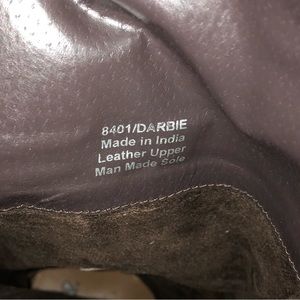 8401/DARBIE
Made in India
Leather Upper
Man Made Sole